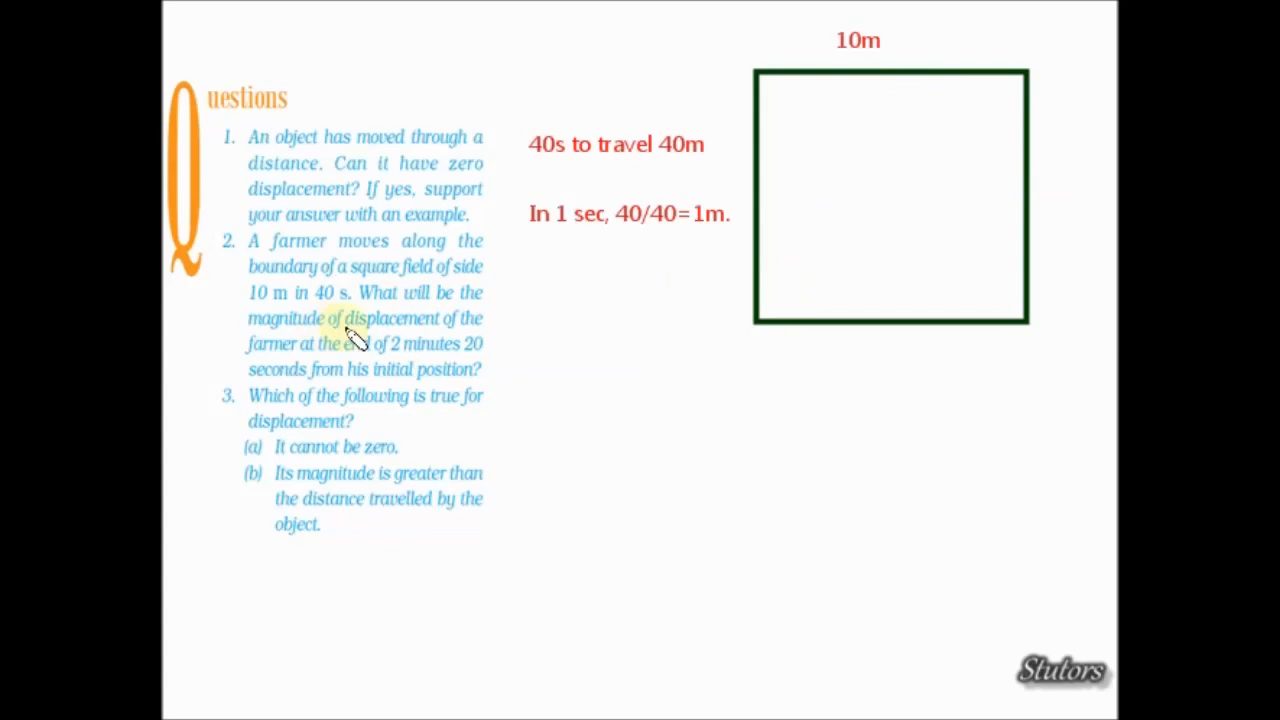 Questions
1. An object has moved through a
distance. Can it have zero
displacement? If yes, support
your answer with an example.
2. A farmer moves along the
boundary of a square field of side
10 m in 40 s. What will be the
magnitude of displacement of the
farmer at the end of 2 minutes 20
seconds from his initial position?
3. Which of the following is true for
displacement?
(a) It cannot be zero.
(b) Its magnitude is greater than
the distance travelled by the
object.
40s to travel 40m
In 1 sec, 40/40=1m.
10m
Stutors